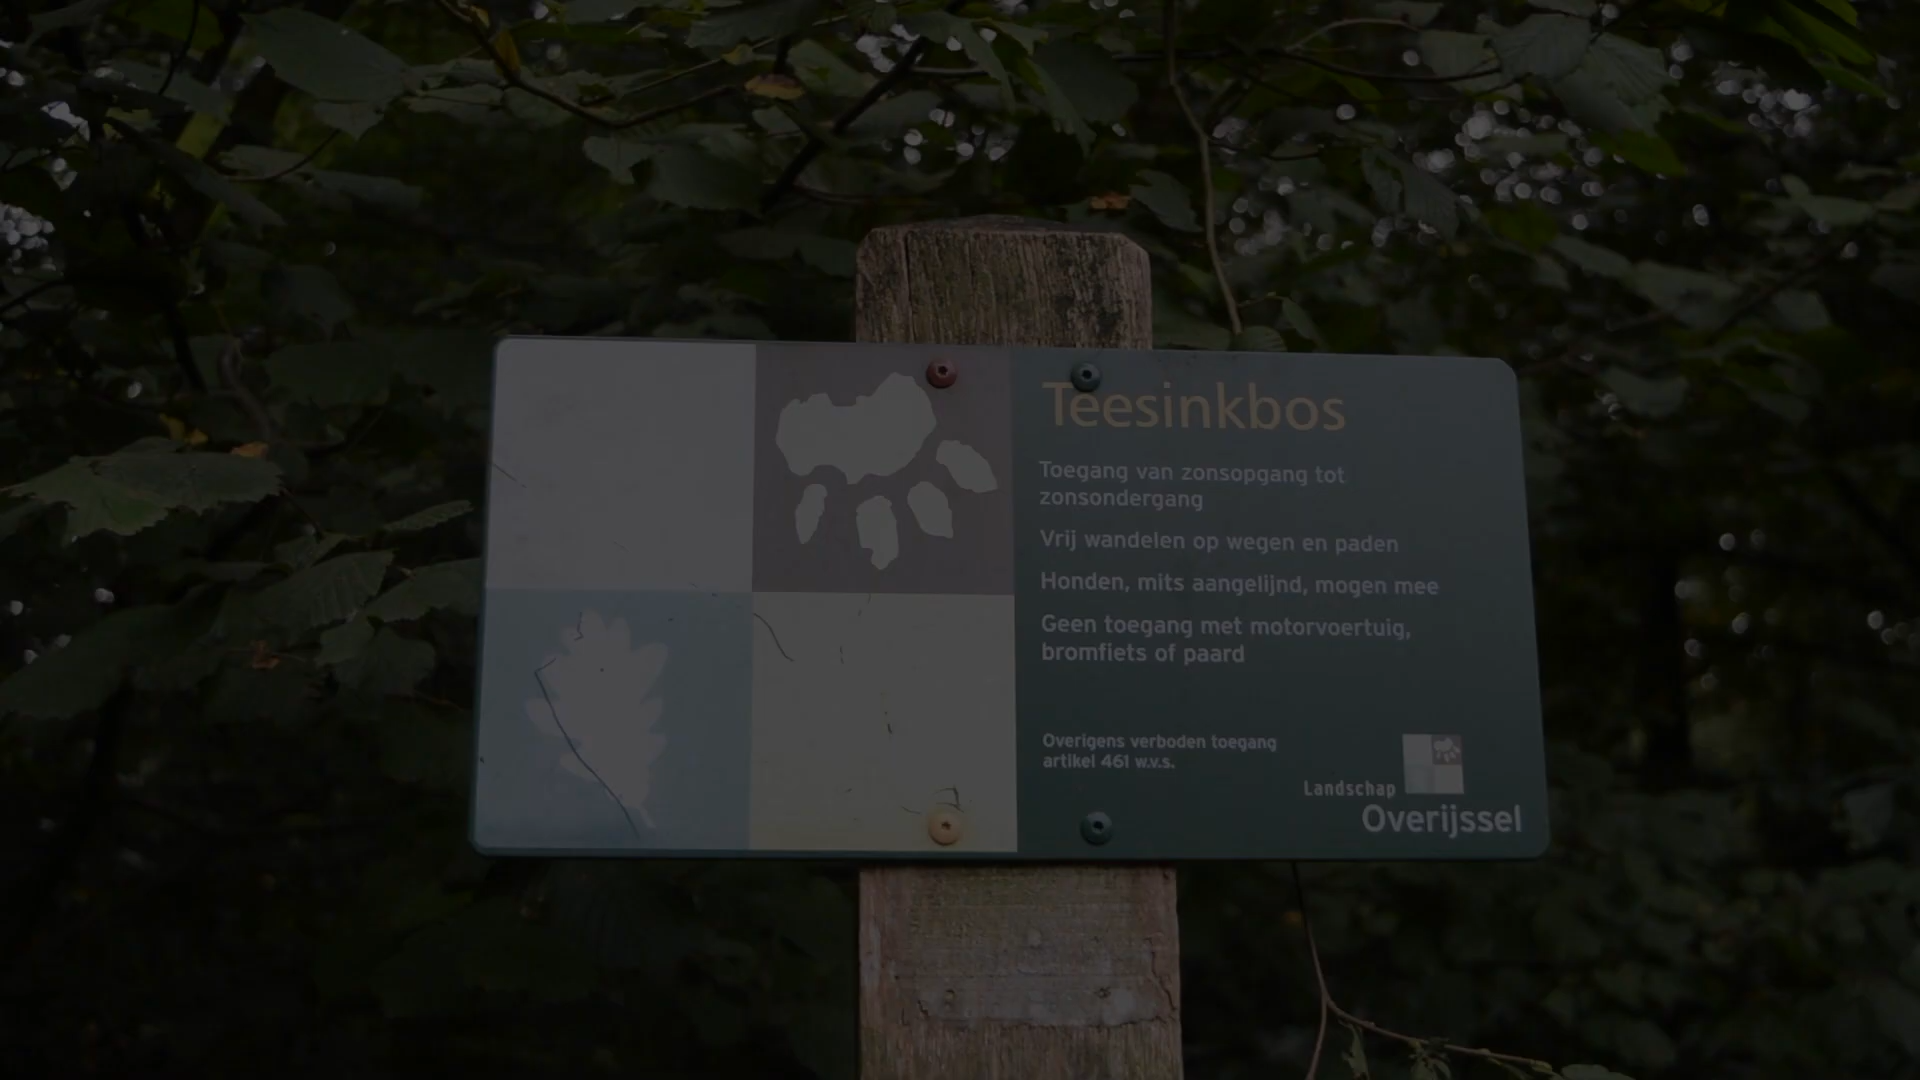 Teesinkbos
Toegang van zonsopgang tot
zonsondergang
Vrij wandelen op wegen en paden
Honden, mits aangelijnd, mogen mee
Geen toegang met motorvoertuig,
bromfiets of paard
Overigens verboden toegang
artikel 461 w.v.s.
Landschap
Overijssel